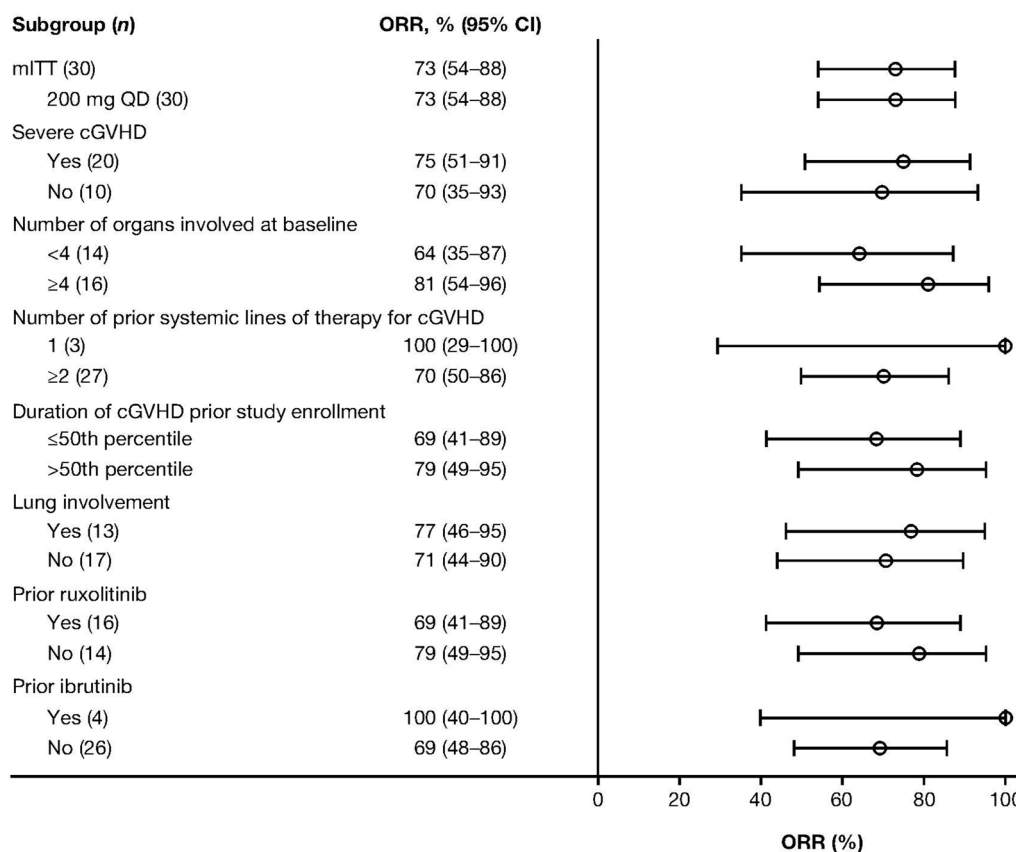 Subgroup (n) ORR, % (95% CI)
mITT (30) 73 (54–88)
200 mg QD (30) 73 (54–88)
Severe cGVHD
Yes (20) 75 (51–91)
No (10) 70 (35–93)
Number of organs involved at baseline
<4 (14) 64 (35–87)
≥4 (16) 81 (54–96)
Number of prior systemic lines of therapy for cGVHD
1 (3) 100 (29–100)
≥2 (27) 70 (50–86)
Duration of cGVHD prior study enrollment
≤50th percentile 69 (41–89)
>50th percentile 79 (49–95)
Lung involvement
Yes (13) 77 (46–95)
No (17) 71 (44–90)
Prior ruxolitinib
Yes (16) 69 (41–89)
No (14) 79 (49–95)
Prior ibrutinib
Yes (4) 100 (40–100)
No (26) 69 (48–86)
0 20 40 60 80 100
ORR (%)